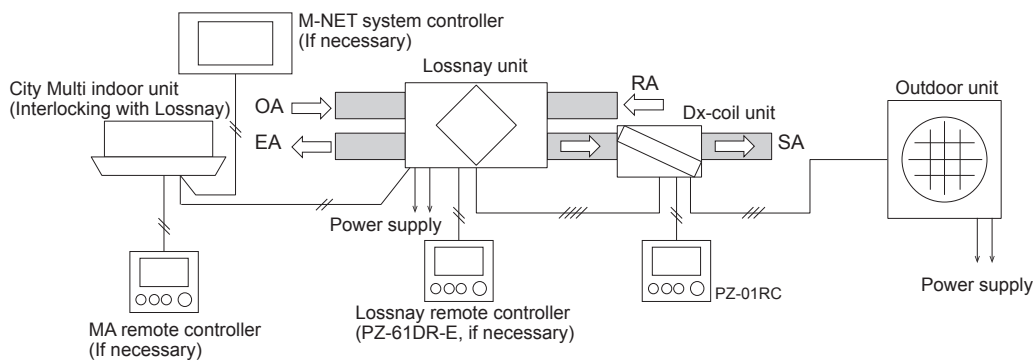 M-NET system controller
(If necessary)
City Multi indoor unit
(Interlocking with Lossnay)
Lossnay unit
OA
EA
RA
Dx-coil unit
SA
Outdoor unit
Power supply
MA remote controller
(If necessary)
Lossnay remote controller
(PZ-61DR-E, if necessary)
PZ-01RC
Power supply